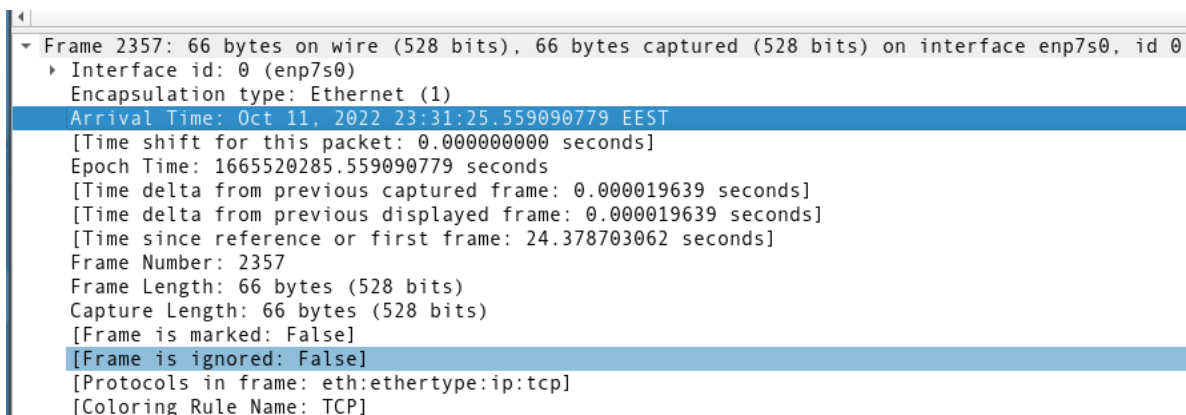 Frame 2357: 66 bytes on wire (528 bits), 66 bytes captured (528 bits) on interface enp7s0, id 0
Interface id: 0 (enp7s0)
Encapsulation type: Ethernet (1)
Arrival Time: Oct 11, 2022 23:31:25.559090779 EEST
[Time shift for this packet: 0.000000000 seconds]
Epoch Time: 1665520285.559090779 seconds
[Time delta from previous captured frame: 0.000019639 seconds]
[Time delta from previous displayed frame: 0.000019639 seconds]
[Time since reference or first frame: 24.378703062 seconds]
Frame Number: 2357
Frame Length: 66 bytes (528 bits)
Capture Length: 66 bytes (528 bits)
[Frame is marked: False]
[Frame is ignored: False]
[Protocols in frame: eth:ethertype:ip:tcp]
[Coloring Rule Name: TCP]